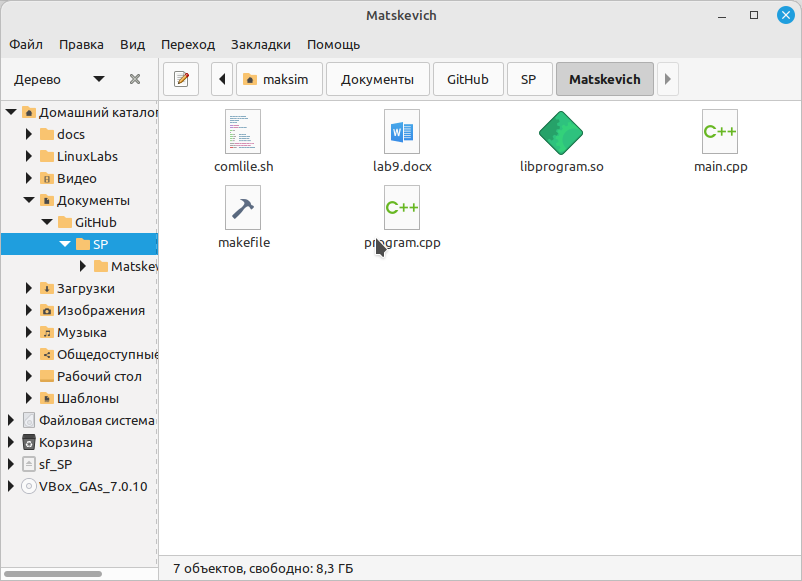 Matskevich
Файл Правка Вид Переход Закладки Помощь
Дерево
maksim Документы GitHub SP Matskevich
Домашний каталог
docs
LinuxLabs
Видео
Документы
GitHub
SP
Matskev
Загрузки
Изображения
Музыка
Общедоступные
Рабочий стол
Шаблоны
Файловая система
Корзина
sf_SP
VBox_GAs_7.0.10
comlile.sh lab9.docx libprogram.so main.cpp
C++
W
makefile program.cpp
C++
7 объектов, свободно: 8,3 ГБ